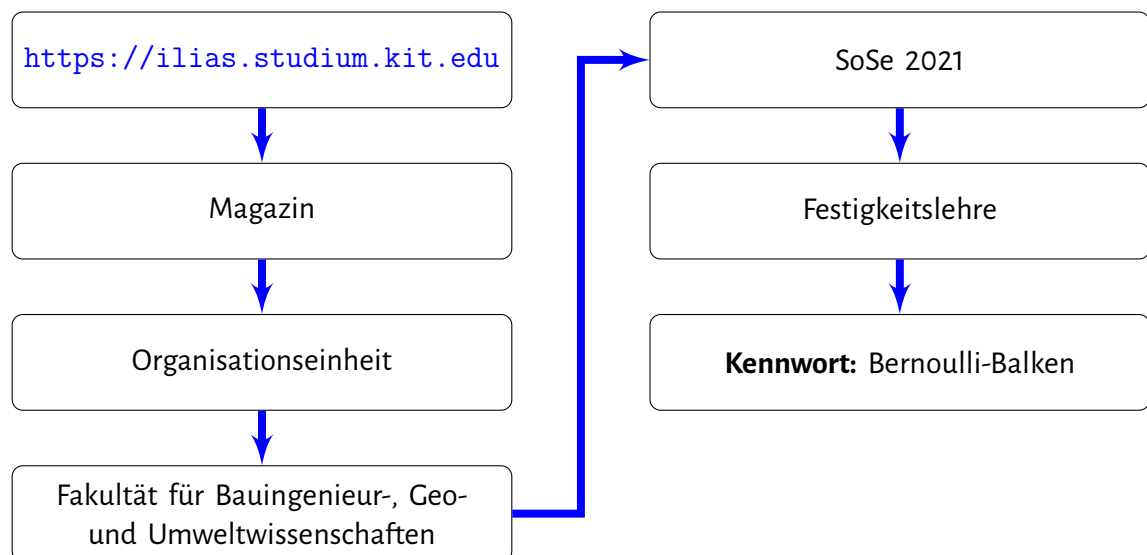 https://ilias.studium.kit.edu
Magazin
Organisationseinheit
Fakultät für Bauingenieur-, Geo-
und Umweltwissenschaften
SoSe 2021
Festigkeitslehre
Kennwort: Bernoulli-Balken